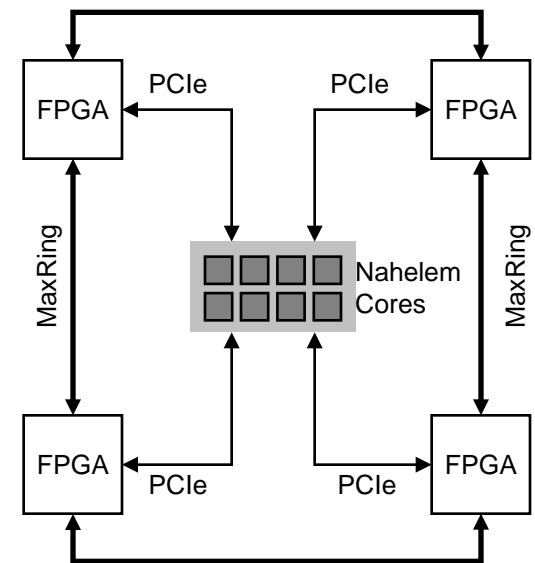 PCIe
PCIe
FPGA
FPGA
MaxRing
MaxRing
Nahelem
Cores
FPGA
FPGA
PCIe
PCIe